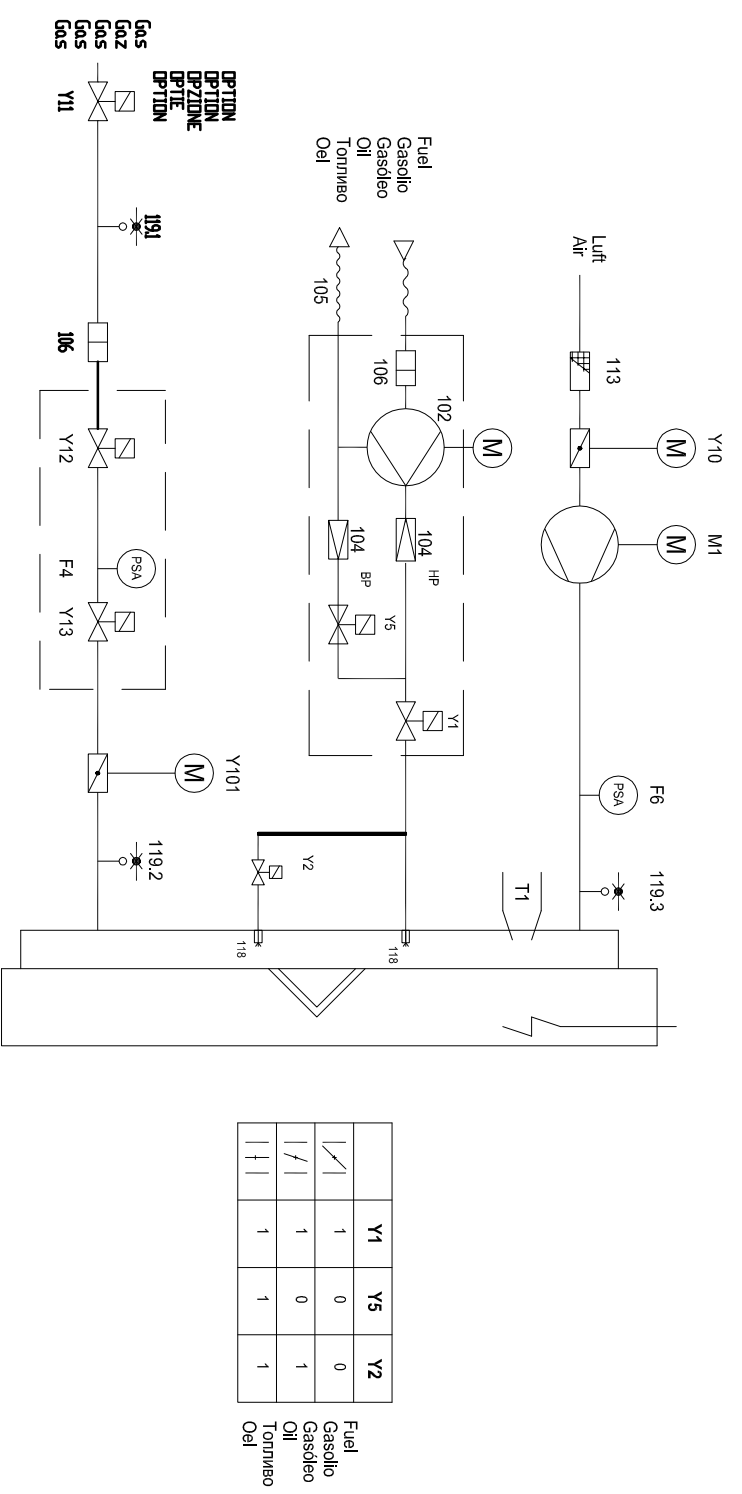 Y10
M1
F6
119.3
M
M
PSA
Luft
Air
113
T1
M
102
Fuel
Gasolio
Gasóleo
Oil
Топливо
Oel
106
104
HP
Y1
118
104
BP
Y5
105
Y2
118
OPTION
OPTION
OPZIONE
OPTIE
OPTION
Y101
M
119.1
PSA
119.2
Gas
Gaz
Gas
Gas
Gas
Y11
106
Y12
F4
Y13
Y1 Y5 Y2
1 0 0
1 0 1
1 1 1
Fuel
Gasolio
Gasóleo
Oil
Топливо
Oel